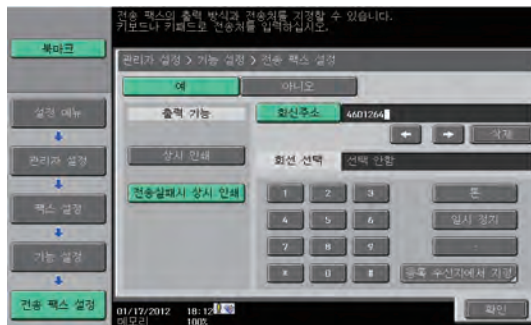 전송 팩스의 출력 방식과 전송처를 지정할 수 있습니다.
키보드나 키패드로 전송처를 입력하십시오.
북마크
관리자 설정 > 기능 설정 > 전송 팩스 설정
예
아니오
설정 메뉴
출력 기능
회신주소
4601264
← → 삭제
관리자 설정
상시 인쇄
회선 선택
선택 안함
전송실패시 상시 인쇄
1 2 3
톤
팩스 설정
4 5 6
일시 정지
7 8 9
-
기능 설정
* 0 #
등록 수신지에서 지정
전송 팩스 설정
01/17/2012 18:12
확인
메모리 100%